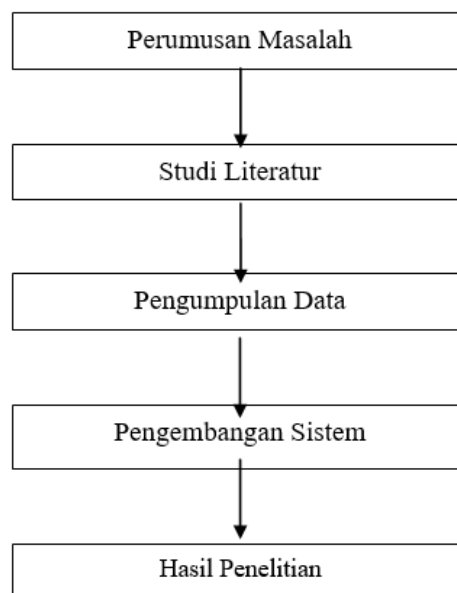 Perumusan Masalah
Studi Literatur
Pengumpulan Data
Pengembangan Sistem
Hasil Penelitian